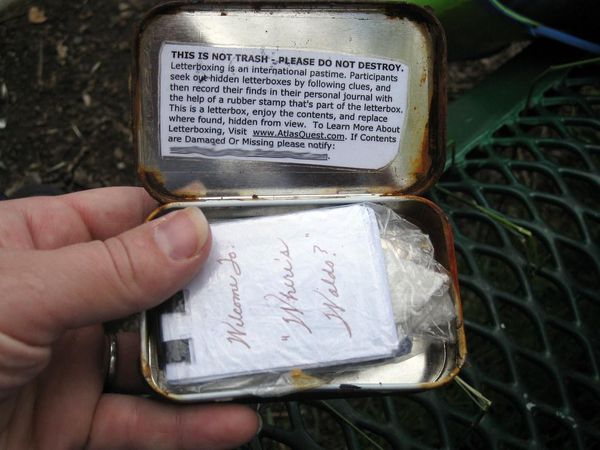 THIS IS NOT TRASH - PLEASE DO NOT DESTROY.
Letterboxing is an international pastime. Participants
seek out hidden letterboxes by following clues, and
then record their finds in their personal journal with
the help of a rubber stamp that's part of the letterbox.
This is a letterbox, enjoy the contents, and replace
where found, hidden from view. To Learn More About
Letterboxing, Visit www.AtlasQuest.com. If Contents
are Damaged Or Missing please notify:
Welcome To:
"Where's
Waldo?"